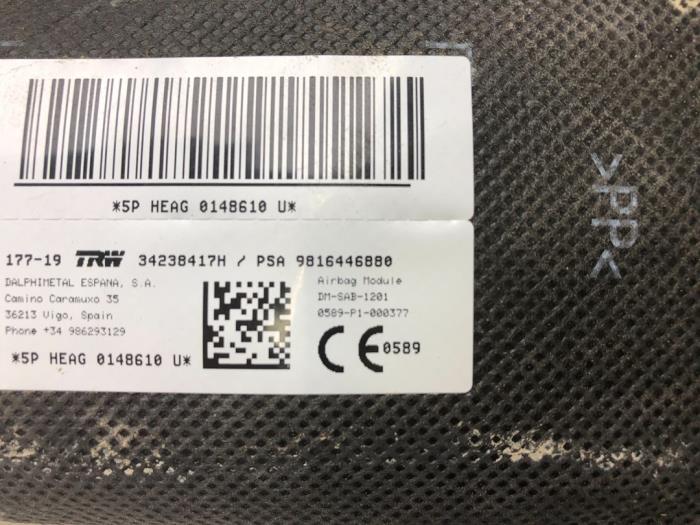 *5P HEAG 0148610 U*
177-19 TRW 34238417H / PSA 9816446880
DALPHIMETAL ESPANA, S.A.
Camino Caramuxo 35
36213 Vigo, Spain
Phone +34 986293129
*5P HEAG 0148610 U*
Airbag Module
DM-SAB-1201
0589-P1-000377
CE 0589
>PP<